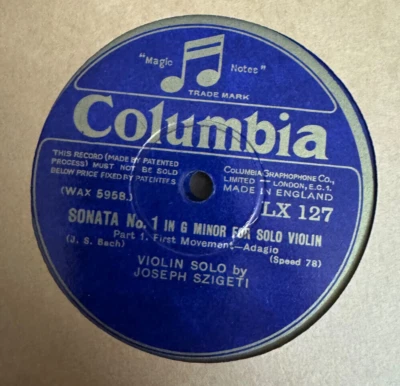 "Magic Notes"
TRADE MARK
Columbia
THIS RECORD (MADE BY PATENTED
PROCESS) MUST NOT BE SOLD
BELOW PRICE FIXED BY PATENTEES
COLUMBIA GRAPHOPHONE CO.,
LIMITED — LONDON, E.C.1.
MADE IN ENGLAND
(WAX 5958.)
LX 127
SONATA No. 1 IN G MINOR FOR SOLO VIOLIN
Part 1. First Movement—Adagio
(J. S. Bach)
(Speed 78)
VIOLIN SOLO by
JOSEPH SZIGETI